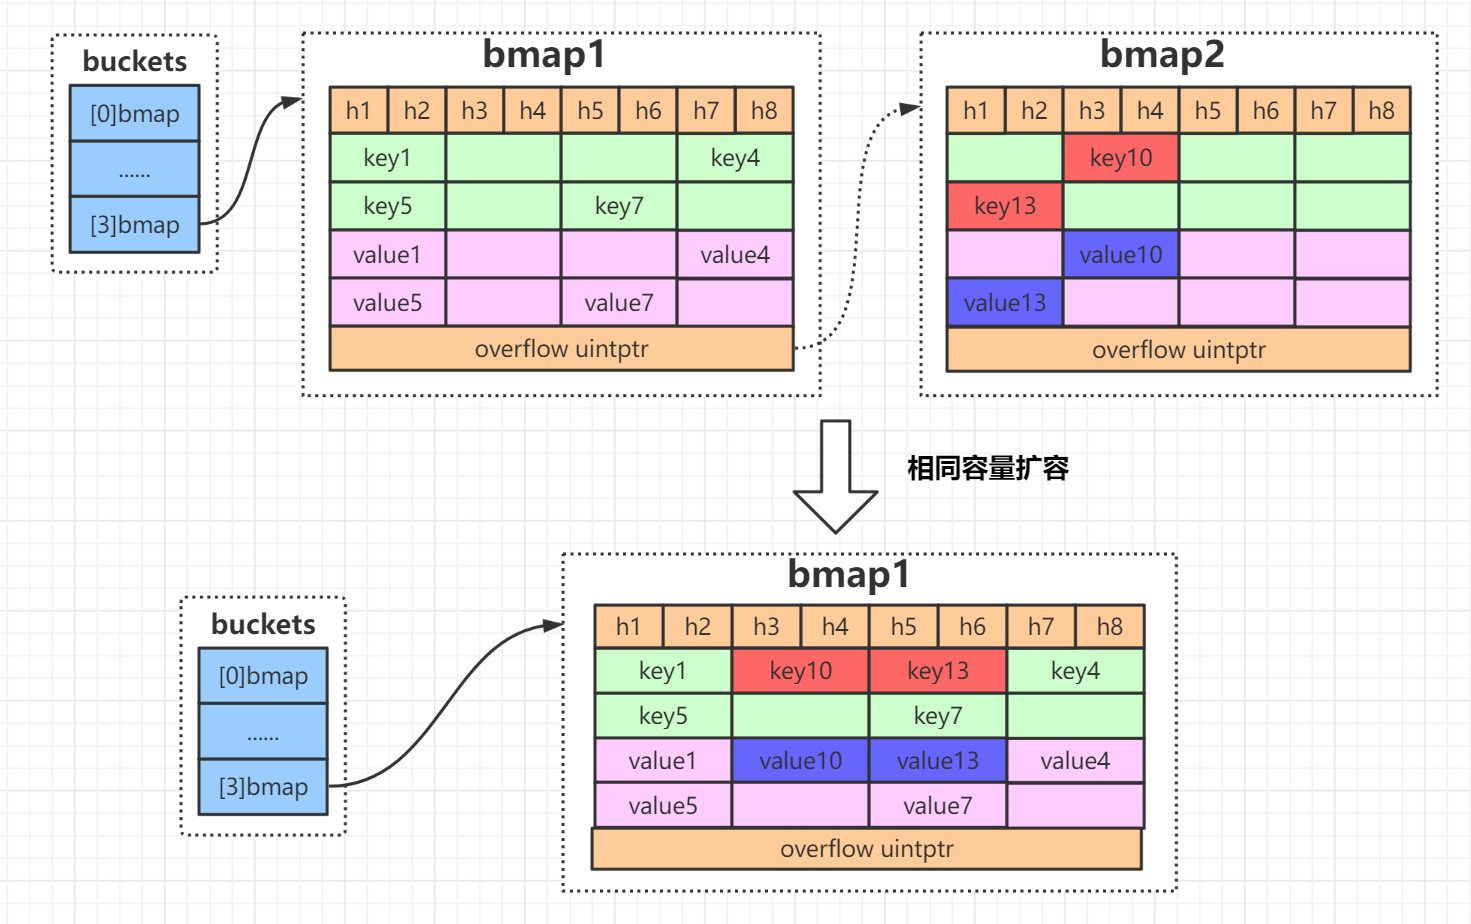 buckets
[0]bmap
......
[3]bmap
bmap1
h1 h2 h3 h4 h5 h6 h7 h8
key1 key4
key5 key7
value1 value4
value5 value7
overflow uintptr
bmap2
h1 h2 h3 h4 h5 h6 h7 h8
key10
key13
value10
value13
overflow uintptr
相同容量扩容
buckets
[0]bmap
......
[3]bmap
bmap1
h1 h2 h3 h4 h5 h6 h7 h8
key1 key10 key13 key4
key5 key7
value1 value10 value13 value4
value5 value7
overflow uintptr